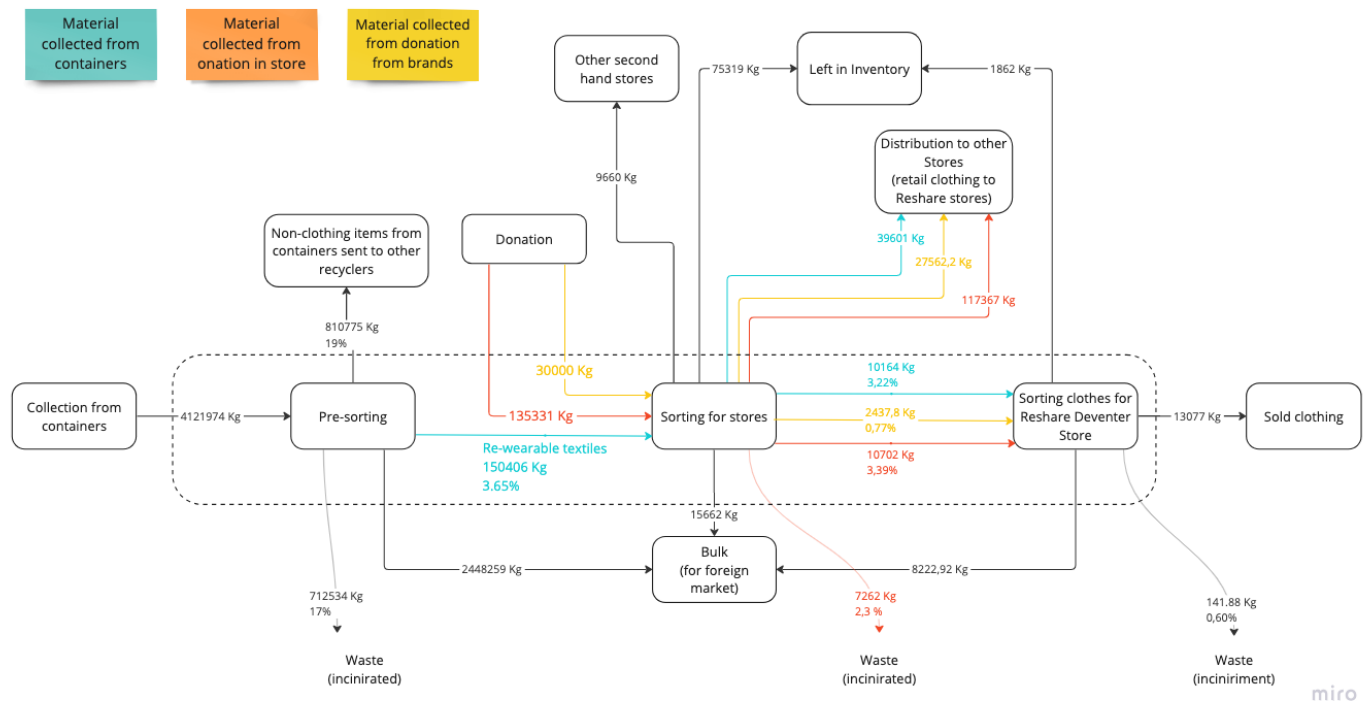 Material
collected from
containers
Material
collected from
onation in store
Material collected
from donation
from brands
Other second
hand stores
75319 Kg
Left in Inventory
1862 Kg
Distribution to other
Stores
(retail clothing to
Reshare stores)
9660 Kg
Non-clothing items from
containers sent to other
recyclers
Donation
39601 Kg
27562,2 Kg
117367 Kg
810775 Kg
19%
30000 Kg
10164 Kg
3,22%
Collection from
containers
4121974 Kg
Pre-sorting
135331 Kg
Sorting for stores
2437,8 Kg
0,77%
Sorting clothes for
Reshare Deventer
Store
13077 Kg
Sold clothing
Re-wearable textiles
150406 Kg
3.65%
10702 Kg
3,39%
15662 Kg
Bulk
(for foreign
market)
2448259 Kg
8222,92 Kg
712534 Kg
17%
7262 Kg
2,3 %
141.88 Kg
0,60%
Waste
(incinirated)
Waste
(incinirated)
Waste
(inciniriment)
miro